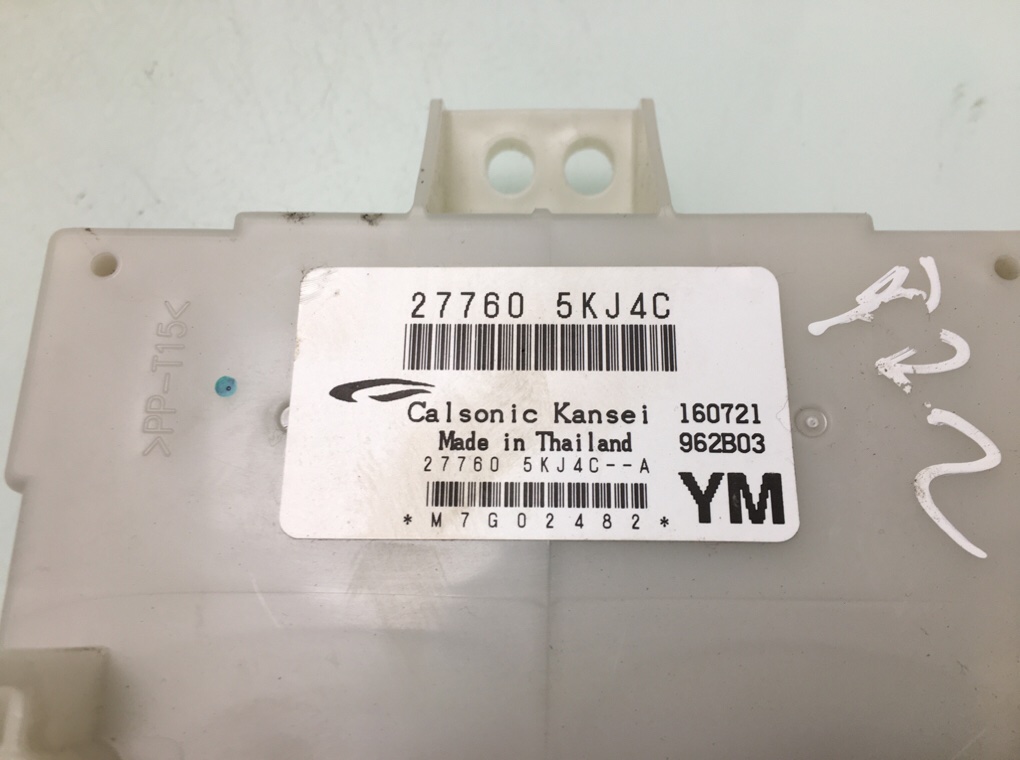 27760 5KJ4C
Calsonic Kansei 160721
Made in Thailand 962B03
27760 5KJ4C--A
YM
*M7G02482*
>PP-T15<